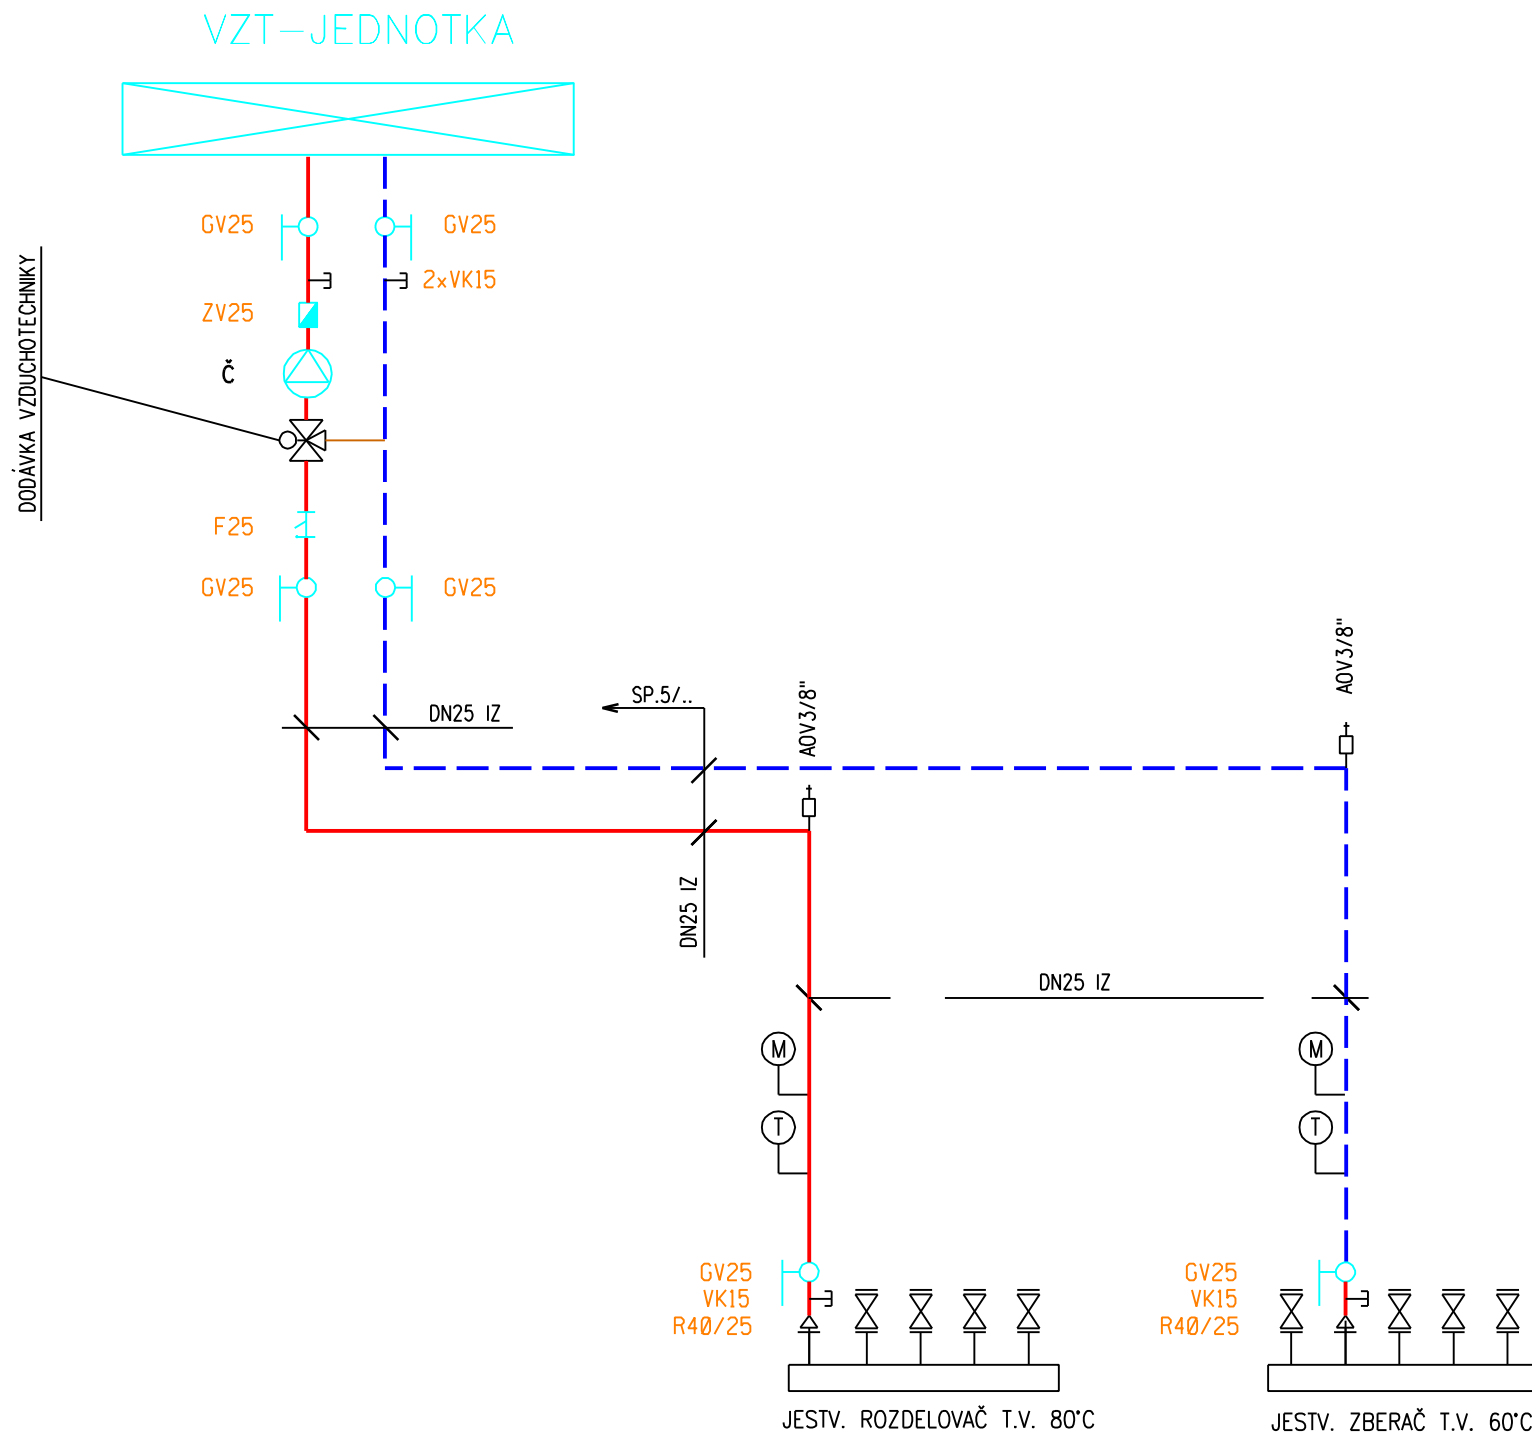 VZT-JEDNOTKA
GV25
GV25
2xVK15
ZV25
Č
DODÁVKA VZDUCHOTECHNIKY
F25
GV25
GV25
DN25 IZ
SP.5/..
AOV3/8"
AOV3/8"
DN25 IZ
DN25 IZ
M
M
T
T
GV25
VK15
R40/25
GV25
VK15
R40/25
JESTV. ROZDELOVAČ T.V. 80°C
JESTV. ZBERAČ T.V. 60°C